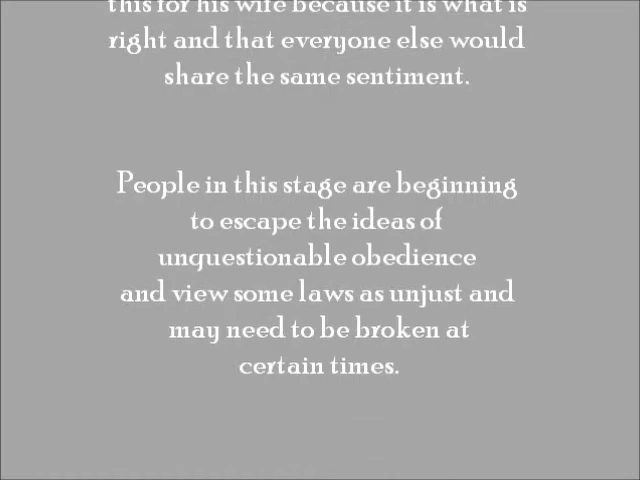 this for his wife because it is what is
right and that everyone else would
share the same sentiment.
People in this stage are beginning
to escape the ideas of
unquestionable obedience
and view some laws as unjust and
may need to be broken at
certain times.